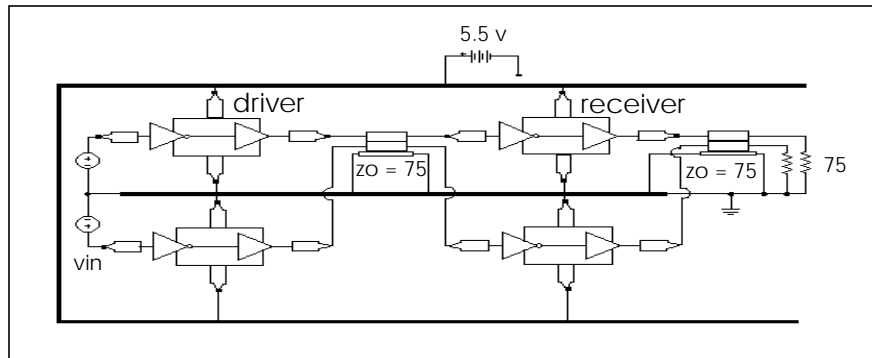 5.5 v
driver
receiver
zo = 75
zo = 75
75
vin